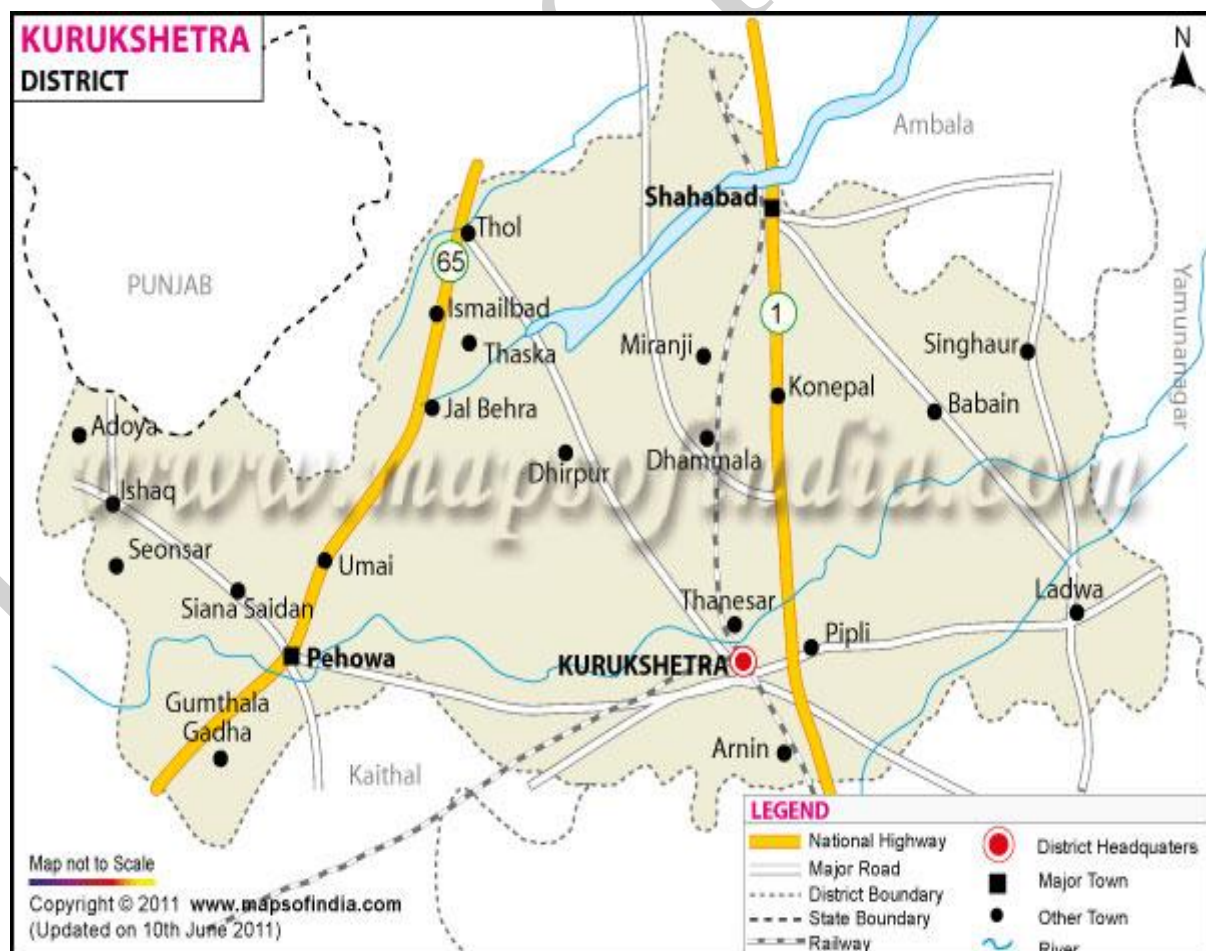 KURUKSHETRA
DISTRICT
N
Ambala
Shahabad
Thol
65
PUNJAB
Ismailbad
1
Thaska
Miranji
Singhaur
Yamunanagar
Konepal
Babain
Jal Behra
Adoya
Dhammala
Dhirpur
www.mapsofindia.com
Ishaq
Seonsar
Umai
Siana Saidan
Thanesar
Ladwa
Pipli
Pehowa
KURUKSHETRA
Gumthala
Gadha
Arnin
Kaithal
LEGEND
National Highway
District Headquaters
Major Road
Major Town
District Boundary
State Boundary
Other Town
Railway
River
Map not to Scale
Copyright © 2011 www.mapsofindia.com
(Updated on 10th June 2011)